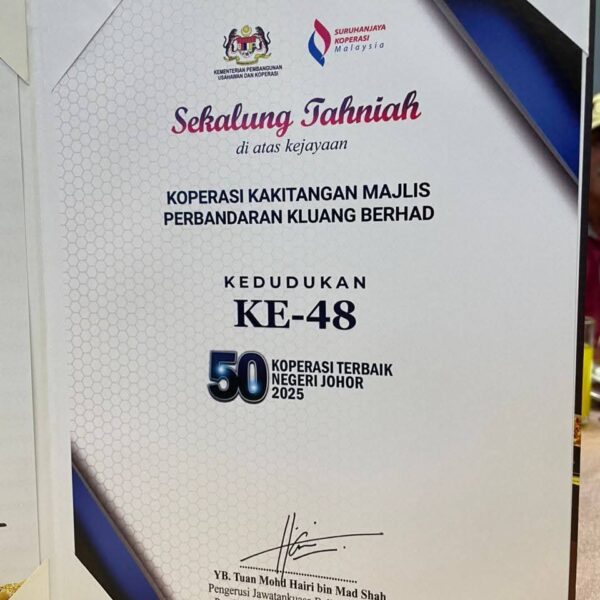 KEMENTERIAN PEMBANGUNAN
USAHAWAN DAN KOPERASI
SURUHANJAYA
KOPERASI
Malaysia
Sekalung Tahniah
di atas kejayaan
KOPERASI KAKITANGAN MAJLIS
PERBANDARAN KLUANG BERHAD
KEDUDUKAN
KE-48
50 KOPERASI TERBAIK
NEGERI JOHOR
2025
YB. Tuan Mohd Hairi bin Mad Shah
Pengerusi